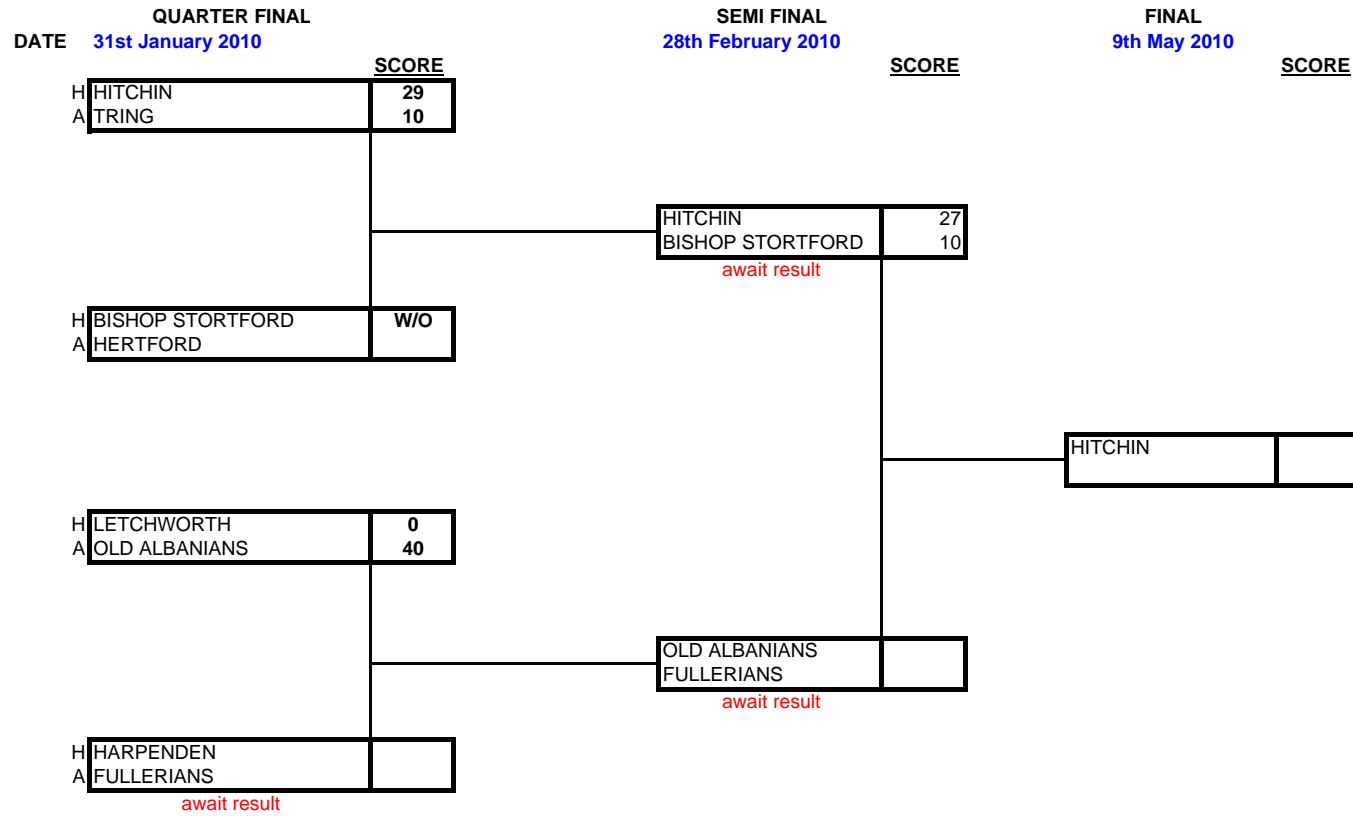 QUARTER FINAL SEMI FINAL FINAL
DATE 31st January 2010 28th February 2010 9th May 2010
SCORE SCORE SCORE
H HITCHIN 29
A TRING 10
HITCHIN 27
BISHOP STORTFORD 10
await result
H BISHOP STORTFORD W/O
A HERTFORD
HITCHIN
H LETCHWORTH 0
A OLD ALBANIANS 40
OLD ALBANIANS
FULLERIANS
await result
H HARPENDEN
A FULLERIANS
await result